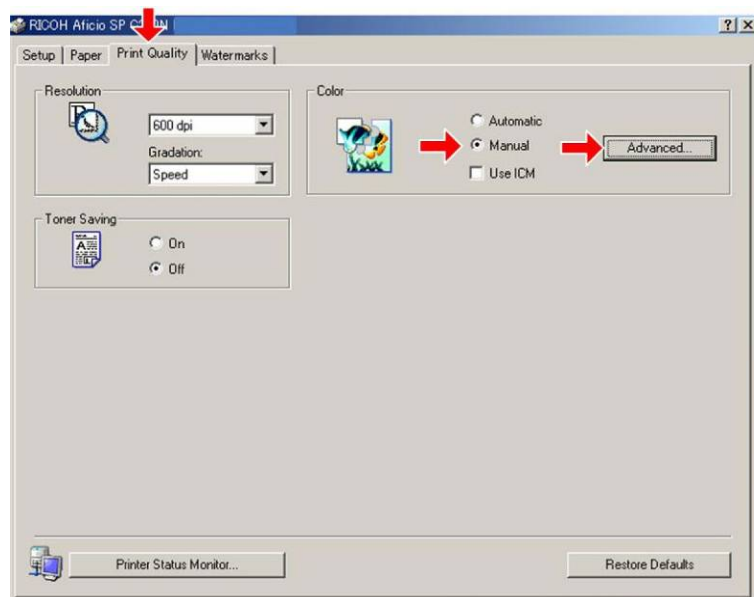 RICOH Aficio SP
Setup
Paper
Print Quality
Watermarks
Resolution
600 dpi
Gradation:
Speed
Color
Automatic
Manual
Use ICM
Advanced...
Toner Saving
On
Off
Printer Status Monitor...
Restore Defaults